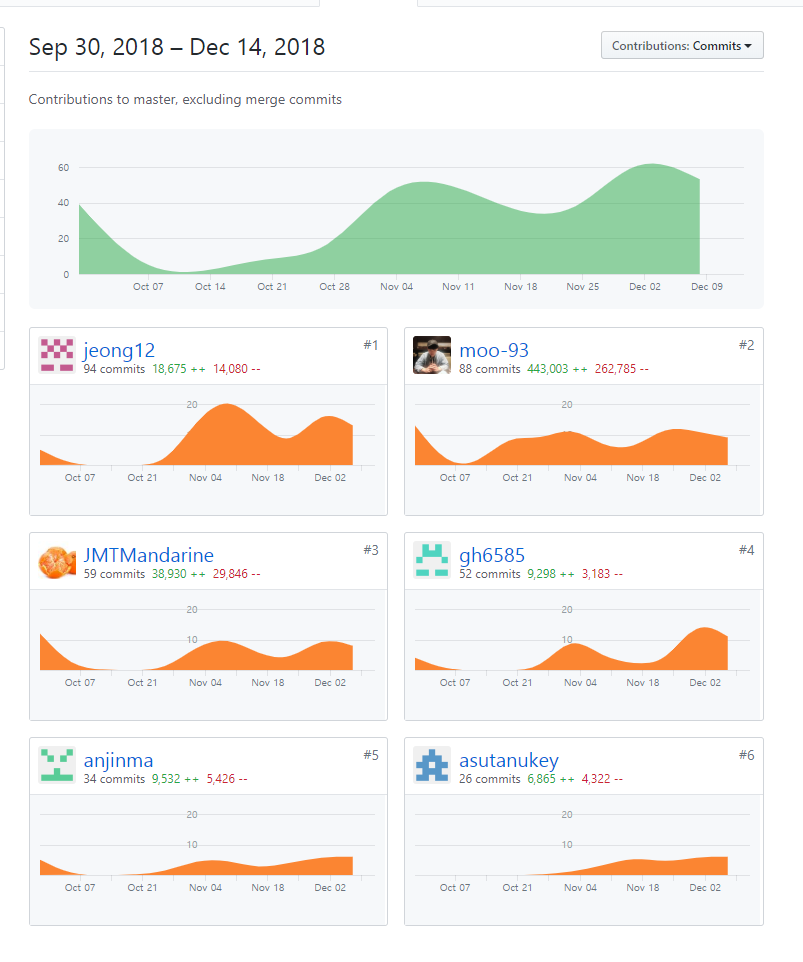 Sep 30, 2018 – Dec 14, 2018
Contributions: Commits
Contributions to master, excluding merge commits
60
40
20
0
Oct 07 Oct 14 Oct 21 Oct 28 Nov 04 Nov 11 Nov 18 Nov 25 Dec 02 Dec 09
jeong12 #1
94 commits 18,675 ++ 14,080 --
20
Oct 07 Oct 21 Nov 04 Nov 18 Dec 02
moo-93 #2
88 commits 443,003 ++ 262,785 --
20
Oct 07 Oct 21 Nov 04 Nov 18 Dec 02
JMTMandarine #3
59 commits 38,930 ++ 29,846 --
20
10
Oct 07 Oct 21 Nov 04 Nov 18 Dec 02
gh6585 #4
52 commits 9,298 ++ 3,183 --
20
10
Oct 07 Oct 21 Nov 04 Nov 18 Dec 02
anjinma #5
34 commits 9,532 ++ 5,426 --
20
10
Oct 07 Oct 21 Nov 04 Nov 18 Dec 02
asutanukey #6
26 commits 6,865 ++ 4,322 --
20
10
Oct 07 Oct 21 Nov 04 Nov 18 Dec 02